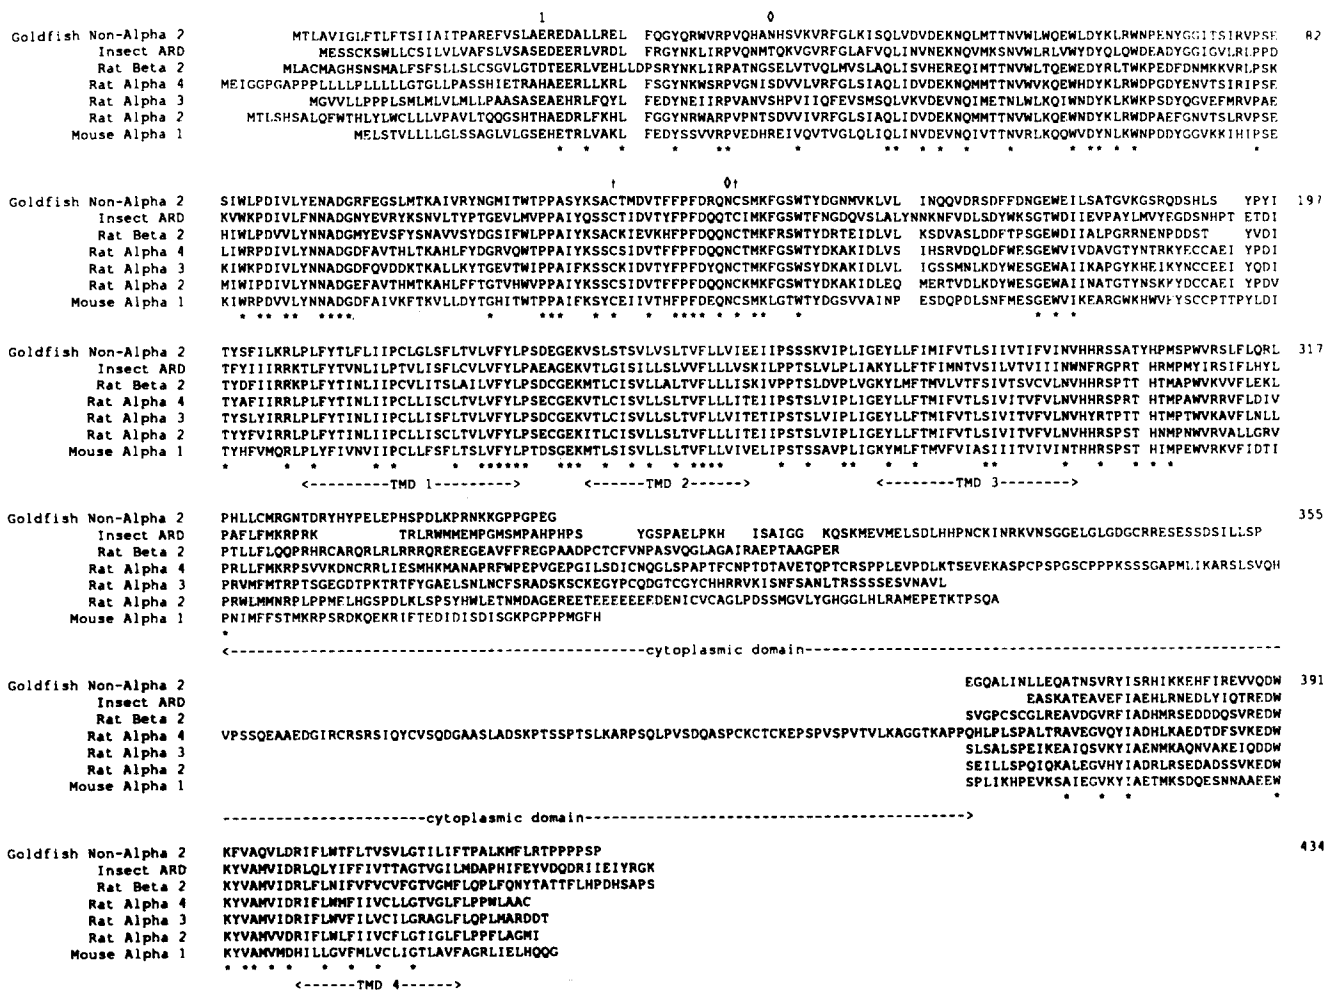 1 ◊
Goldfish Non-Alpha 2 MTLAVIGLFTLFTSIIAITPAREFVSLAEREDALLREL FQGYQRWVRPVQHANHSVKVRFGLKISQLVDVDEKNQLMTTNVWLWQEWLDYKLRWNPENYGGITSIRVPSE 82
Insect ARD MESSCKSWLLCSILVLVAFSLVSASEDEERLVRDL FRGYNKLIRPVQNMTQKVGVRFGLAFVQLINVNEKNQVMKSNVWLRLVWYDYQLQWDEADYGGIGVLRLPPD
Rat Beta 2 MLACMAGHSNSMALFSFSLLSLCSGVLGTDTEERLVEHLLDPSRYNKLIRPATNGSELVTVQLMVSLAQLISVHEREQIMTTNVWLTQEWEDYRLTWKPEDFDNMKKVRLPSK
Rat Alpha 4 MEIGGPGAPPPLLLLPLLLLLGTGLLPASSHIETRAHAEERLLKRL FSGYNKWSRPVGNISDVVLVRFGLSIAQLIDVDEKNQMMTTNVWVKQEWHDYKLRWDPGDYENVTSIRIPSE
Rat Alpha 3 MGVVLLPPPLSMLMLVLMLLPAASASEAEHRLFQYL FEDYNEIIRPVANVSHPVIIQFEVSMSQLVKVDEVNQIMETNLWLKQIWNDYKLKWKPSDYQGVEFMRVPAE
Rat Alpha 2 MTLSHSALQFWTHLYLWCLLLVPAVLTQQGSHTHAEDRLFKHL FGGYNRWARPVPNTSDVVIVRFGLSIAQLIDVDEKNQMMTTNVWLKQEWNDYKLRWDPAEFGNVTSLRVPSE
Mouse Alpha 1 MELSTVLLLLGLSSAGLVLGSEHETRLVAKL FEDYSSVVRPVEDHREIVQVTVGLQLIQLINVDEVNQIVTTNVRLKQQWVDYNLKWNPDDYGGVKKIHIPSE
* * * * ** * ** * * * * ** * * *
† ◊†
Goldfish Non-Alpha 2 SIWLPDIVLYENADGRFEGSLMTKAIVRYNGMITWTPPASYKSACTMDVTFFPFDRQNCSMKFGSWTYDGNMVKLVL INQQVDRSDFFDNGEWEILSATGVKGSRQDSHLS YPYI 197
Insect ARD KVWKPDIVLFNNADGNYEVRYKSNVLTYPTGEVLMVPPAIYQSSCTIDVTYFPFDQQTCIMKFGSWTFNGDQVSLALYNNKNFVDLSDYWKSGTWDIIEVPAYLMVYEGDSNHPT ETDI
Rat Beta 2 HIWLPDVVLYNNADGMYEVSFYSNAVVSYDGSIFWLPPAIYKSACKIEVKHFPFDQQNCTMKFRSWTYDRTEIDLVL KSDVASLDDFTPSGEWDIIALPGRRNENPDDST YVDI
Rat Alpha 4 LIWRPDIVLYNNADGDFAVTHLTKAHLFYDGRVQWTPPAIYKSSCSIDVTFFPFDQQNCTMKFGSWTYDKAKIDLVS IHSRVDQLDFWESGEWVIVDAVGTYNTRKYECCAEI YPDI
Rat Alpha 3 KIWKPDIVLYNNADGDFQVDDKTKALLKYTGEVTWIPPAIFKSSCKIDVTYFPFDYQNCTMKFGSWSYDKAKIDLVL IGSSMNLKDYWESGEWAIIKAPGYKHEIKYNCCEEI YQDI
Rat Alpha 2 MIWIPDIVLYNNADGEFAVTHMTKAHLFFTGTVHWVPPAIYKSSCSIDVTFFPFDQQNCKMKFGSWTYDKAKIDLEQ MERTVDLKDYWESGEWAIINATGTYNSKKYDCCAEI YPDV
Mouse Alpha 1 KIWRPDVVLYNNADGDFAIVKFTKVLLDYTGHITWTPPAIFKSYCEIIVTHFPFDEQNCSMKLGTWTYDGSVVAINP ESDQPDLSNFMESGEWVIKEARGWKHWVFYSCCPTTPYLDI
* ** ** **** * *** * * * **** * * ** * * * *
Goldfish Non-Alpha 2 TYSFILKRLPLFYTLFLIIPCLGLSFLTVLVFYLPSDEGEKVSLSTSVLVSLTVFLLVIEEIIPSSSKVIPLIGEYLLFIMIFVTLSIIVTIFVINVHHRSSATYHPMSPWVRSLFLQRL 317
Insect ARD TFYIIIRRKTLFYTVNLILPTVLISFLCVLVFYLPAEAGEKVTLGISILLSLVVFLLLVSKILPPTSLVLPLIAKYLLFTFIMNTVSILVTVIIINWNFRGPRT HRMPMYIRSIFLHYL
Rat Beta 2 TYDFIIRRKPLFYTINLIIPCVLITSLAILVFYLPSDCGEKMTLCISVLLALTVFLLLISKIVPPTSLDVPLVGKYLMFTMVLVTFSIVTSVCVLNVHHRSPTT HTMAPWVKVVFLEKL
Rat Alpha 4 TYAFIIRRLPLFYTINLIIPCLLISCLTVLVFYLPSECGEKVTLCISVLLSLTVFLLLITEIIPSTSLVIPLIGEYLLFTMIFVTLSIVITVFVLNVHHRSPRT HTMPAWVRRVFLDIV
Rat Alpha 3 TYSLYIRRLPLFYTINLIIPCLLISFLTVLVFYLPSDCGEKVTLCISVLLSLTVFLLVITETIPSTSLVIPLIGEYLLFTMIFVTLSIVITVFVLNVHYRTPTT HTMPTWVKAVFLNLL
Rat Alpha 2 TYYFVIRRLPLFYTINLIIPCLLISCLTVLVFYLPSECGEKITLCISVLLSLTVFLLLITEIIPSTSLVIPLIGEYLLFTMIFVTLSIVITVFVLNVHHRSPST HNMPNWVRVALLGRV
Mouse Alpha 1 TYHFVMQRLPLYFIVNVIIPCLLFSFLTSLVFYLPTDSGEKMTLSISVLLSLTVFLLVIVELIPSTSSAVPLIGKYMLFTMVFVIASIIITVIVINTHHRSPST HIMPEWVRKVFIDTI
* * * * * ****** *** * * * **** * * * ** * ** * * * * *
<---------TMD 1---------> <------TMD 2------> <--------TMD 3-------->
Goldfish Non-Alpha 2 PHLLCMRGNTDRYHYPELEPHSPDLKPRNKKGPPGPEG 355
Insect ARD PAFLFMKRPRK TRLRWMMEMPGMSMPAHPHPS YGSPAELPKH ISAIGG KQSKMEVMELSDLHHPNCKINRKVNSGGELGLGDGCRRESESSDSILLSP
Rat Beta 2 PTLLFLQQPRHRCARQRLRLRRRQREREGEAVFFREGPAADPCTCFVNPASVQGLAGAIRAEPTAAGPER
Rat Alpha 4 PRLLFMKRPSVVKDNCRRLIESMHKMANAPRFWPEPVGEPGILSDICNQGLSPAPTFCNPTDTAVETQPTCRSPPLEVPDLKTSEVEKASPCPSPGSCPPPKSSSGAPMLIKARSLSVQH
Rat Alpha 3 PRVMFMTRPTSGEGDTPKTRTFYGAELSNLNCFSRADSKSCKEGYPCQDGTCGYCHHRRVKISNFSANLTRSSSSESVNAVL
Rat Alpha 2 PRWLMMNRPLPPMELHGSPDLKLSPSYHWLETNMDAGEREETEEEEEEEDENICVCAGLPDSSMGVLYGHGGLHLRAMEPETKTPSQA
Mouse Alpha 1 PNIMFFSTMKRPSRDKQEKRIFTEDIDISDISGKPGPPPMGFH
*
<-----------------------------------------------cytoplasmic domain-----------------------------------------------------
Goldfish Non-Alpha 2 EGQALINLLEQATNSVRYISRHIKKEHFIREVVQDW 391
Insect ARD EASKATEAVEFIAEHLRNEDLYIQTREDW
Rat Beta 2 SVGPCSCGLREAVDGVRFIADHMRSEDDDQSVREDW
Rat Alpha 4 VPSSQEAAEDGIRCRSRSIQYCVSQDGAASLADSKPTSSPTSLKARPSQLPVSDQASPCKCTCKEPSPVSPVTVLKAGGTKAPPQHLPLSPALTRAVEGVQYIADHLKAEDTDFSVKEDW
Rat Alpha 3 SLSALSPEIKEAIQSVKYIAENMKAQNVAKEIQDDW
Rat Alpha 2 SEILLSPQIQKALEGVHYIADRLRSEDADSSVKEDW
Mouse Alpha 1 SPLIKHPEVKSAIEGVKYIAETMKSDQESNNAAEEW
* * * *
-----------------------cytoplasmic domain------------------------------------------->
Goldfish Non-Alpha 2 KFVAQVLDRIFLWTFLTVSVLGTILIFTPALKMFLRTPPPPSP 434
Insect ARD KYVAMVIDRLQLYIFFIVTTAGTVGILMDAPHIFEYVDQDRIIEIYRGK
Rat Beta 2 KYVAMVIDRLFLWIFVFVCVFGTVGMFLQPLFQNYTATTFLHPDHSAPS
Rat Alpha 4 KYVAMVIDRIFLWMFIIVCLLGTVGLFLPPWLAAC
Rat Alpha 3 KYVAMVIDRIFLWVFILVCILGRAGLFLQPLMARDDT
Rat Alpha 2 KYVAMVVDRIFLWLFIIVCFLGTIGLFLPPFLAGMI
Mouse Alpha 1 KYVAMVMDHILLGVFMLVCLIGTLAVFAGRLIELHQQG
* ** * * * * * *
<------TMD 4------>